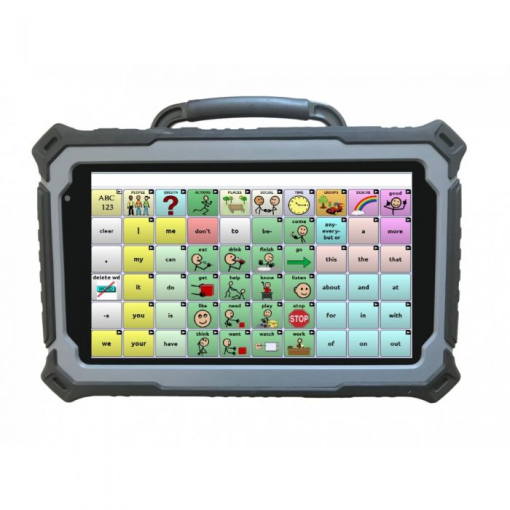 ABC 123 PEOPLE QUESTN ACTIONS PLACES SOCIAL TIME GROUPS DESCRIB good
clear I me don't to be- come any- every- but or a more
. my can eat drink finish go this the that
delete wd it do get help know listen about and at
you is like need play stop STOP for in with
we your have think want watch work of on out